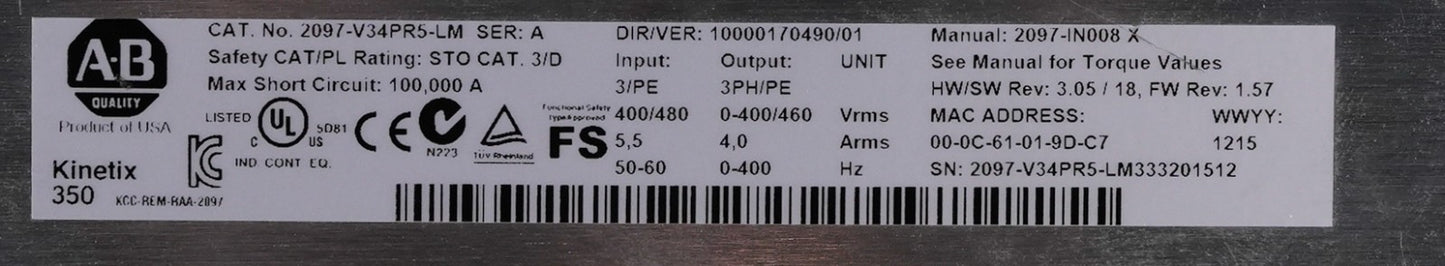 A·B
QUALITY
Product of USA
Kinetix
350
CAT. No. 2097-V34PR5-LM SER: A
Safety CAT/PL Rating: STO CAT. 3/D
Max Short Circuit: 100,000 A
LISTED
C UL US
5D81
CE
N223
TÜV Rheinland
Functional Safety
Type Approved
FS
IND CONT EQ.
KCC-REM-RAA-2097
DIR/VER: 10000170490/01
Input: Output: UNIT
3/PE 3PH/PE
400/480 0-400/460 Vrms
5,5 4,0 Arms
50-60 0-400 Hz
Manual: 2097-IN008 X
See Manual for Torque Values
HW/SW Rev: 3.05 / 18, FW Rev: 1.57
MAC ADDRESS: WWYY:
00-0C-61-01-9D-C7 1215
SN: 2097-V34PR5-LM333201512